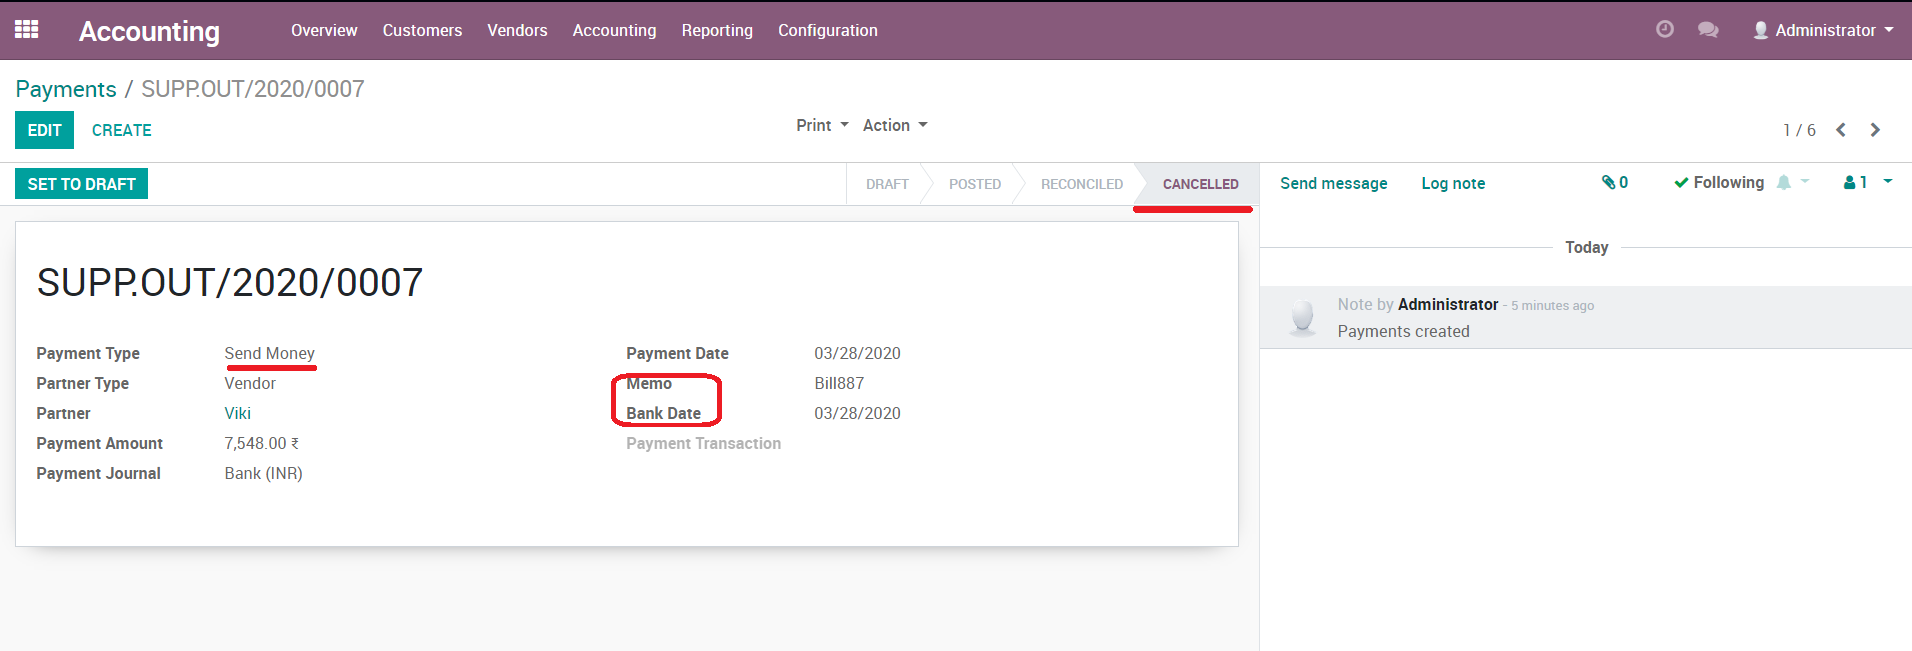 Accounting Overview Customers Vendors Accounting Reporting Configuration Administrator
Payments / SUPP.OUT/2020/0007
EDIT CREATE Print Action 1 / 6
SET TO DRAFT DRAFT POSTED RECONCILED CANCELLED Send message Log note 0 Following 1
Today
SUPP.OUT/2020/0007
Note by Administrator - 5 minutes ago
Payments created
Payment Type Send Money Payment Date 03/28/2020
Partner Type Vendor Memo Bill887
Partner Viki Bank Date 03/28/2020
Payment Amount 7,548.00 ₹ Payment Transaction
Payment Journal Bank (INR)